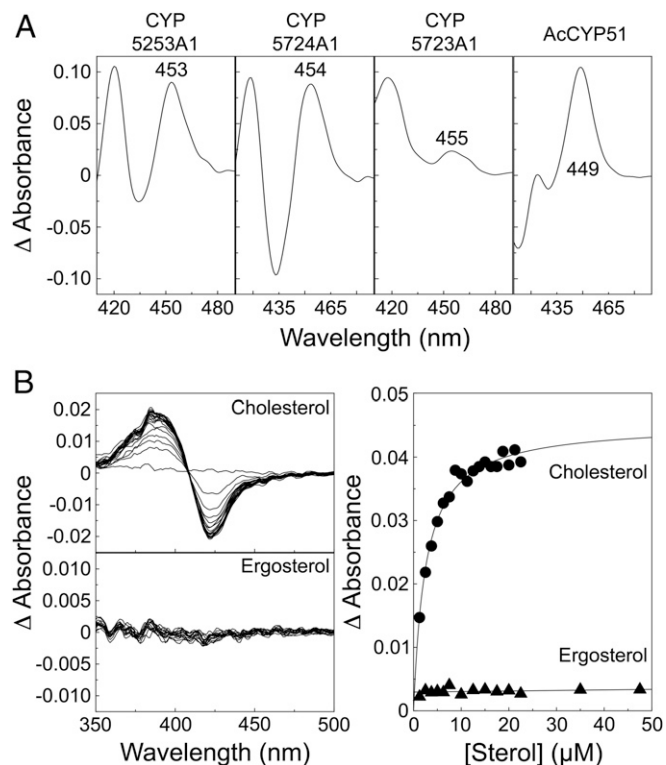 A
CYP 5253A1
CYP 5724A1
CYP 5723A1
AcCYP51
453
454
455
449
0.10
0.05
0
-0.05
-0.10
Δ Absorbance
420 450 480
435 465
420 450 480
435 465
Wavelength (nm)
B
Cholesterol
0.02
0.01
0
-0.01
-0.02
Ergosterol
0.010
0.005
0.000
-0.005
-0.010
Δ Absorbance
350 400 450 500
Wavelength (nm)
0.05
0.04
0.03
0.02
0.01
0
Δ Absorbance
Cholesterol
Ergosterol
0 10 20 30 40 50
[Sterol] (µM)